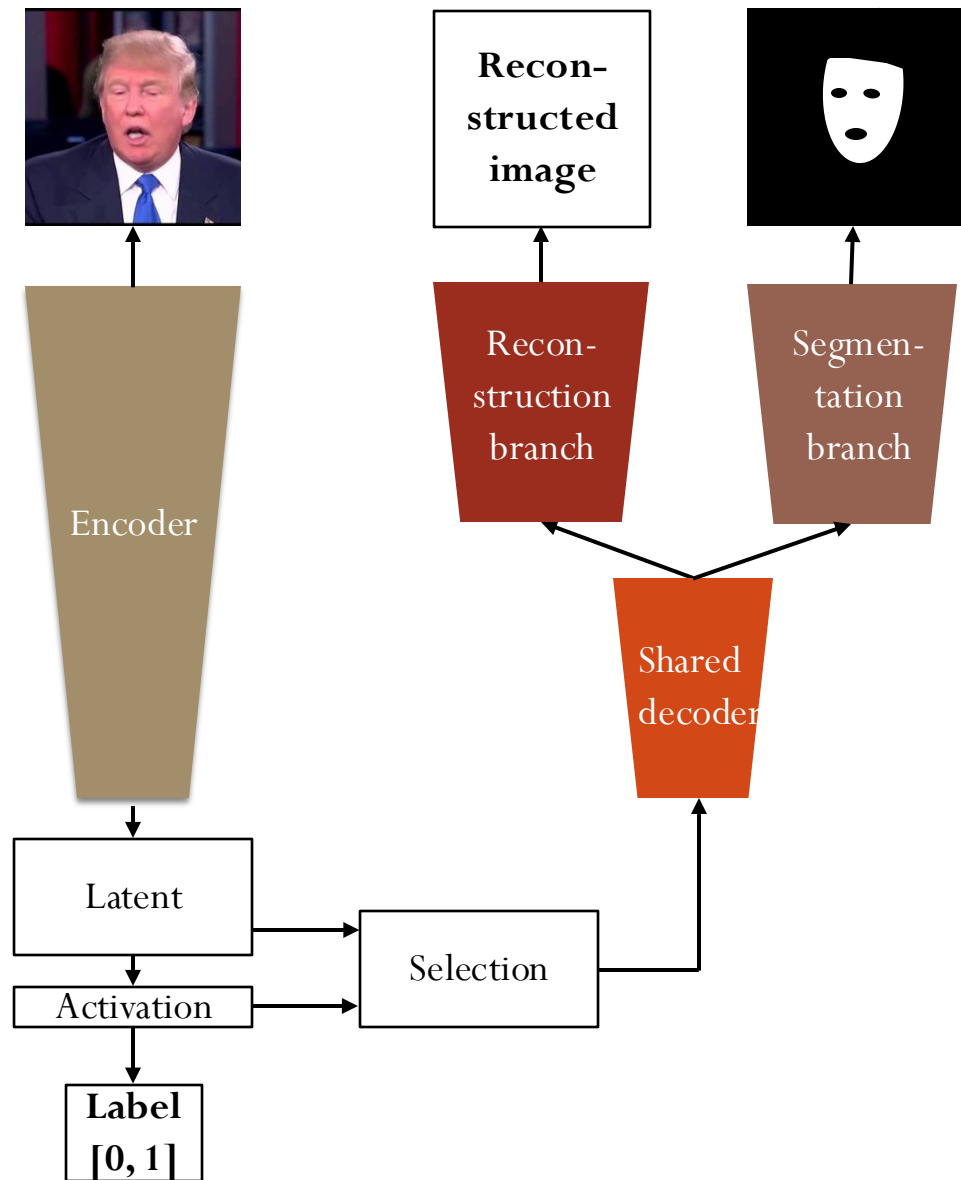 Recon-
structed
image
Recon-
struction
branch
Segmen-
tation
branch
Encoder
Shared
decoder
Latent
Selection
Activation
Label
[0, 1]